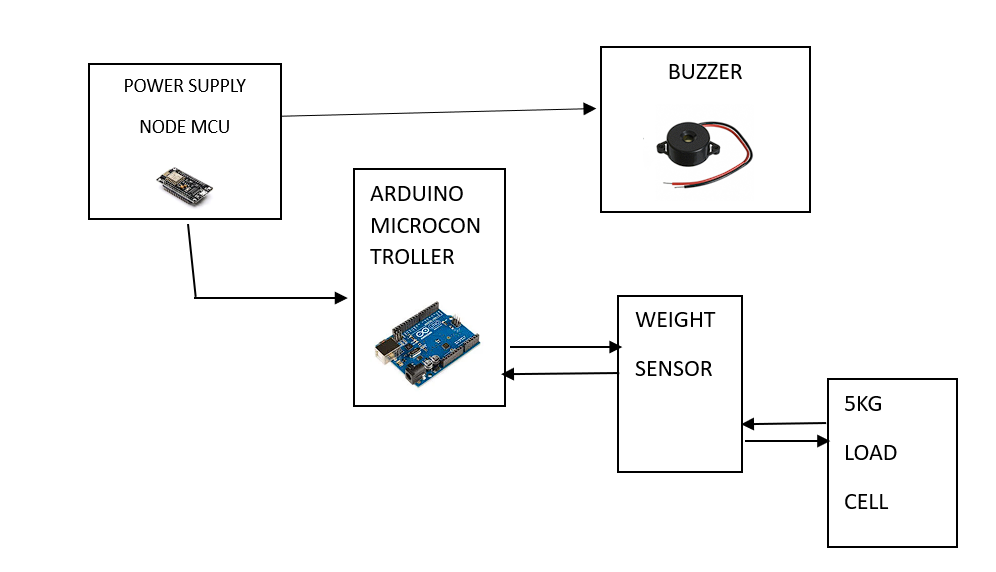 POWER SUPPLY
NODE MCU
BUZZER
ARDUINO
MICROCON
TROLLER
WEIGHT
SENSOR
5KG
LOAD
CELL